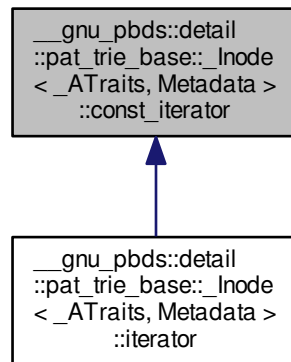 __gnu_pbds::detail
::pat_trie_base::_Inode
< _ATraits, Metadata >
::const_iterator
__gnu_pbds::detail
::pat_trie_base::_Inode
< _ATraits, Metadata >
::iterator